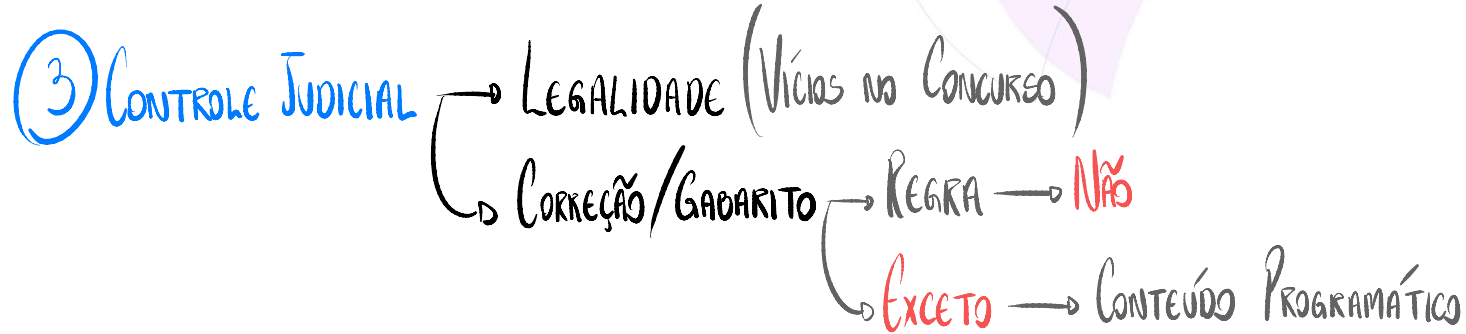 3 CONTROLE JUDICIAL → LEGALIDADE (VÍCIOS NO CONCURSO)
CORREÇÃO/GABARITO → REGRA → NÃO
EXCETO → CONTEÚDO PROGRAMÁTICO